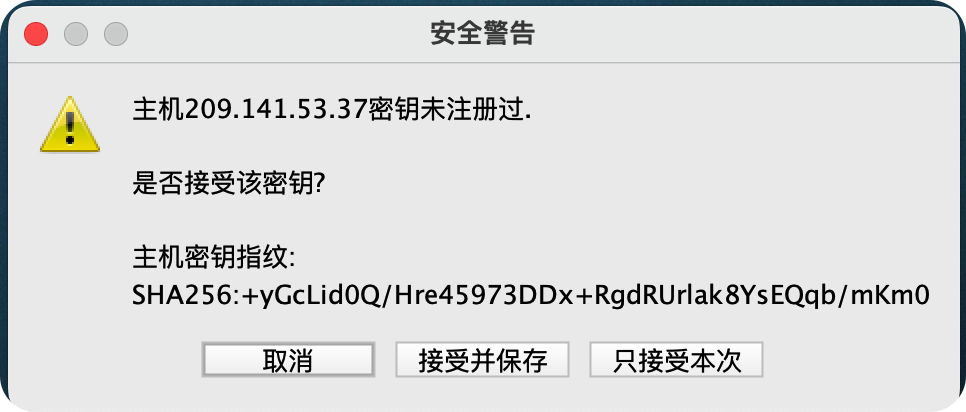 安全警告
主机209.141.53.37密钥未注册过.
是否接受该密钥?
主机密钥指纹:
SHA256:+yGcLid0Q/Hre45973DDx+RgdRUrlak8YsEQqb/mKm0
取消
接受并保存
只接受本次